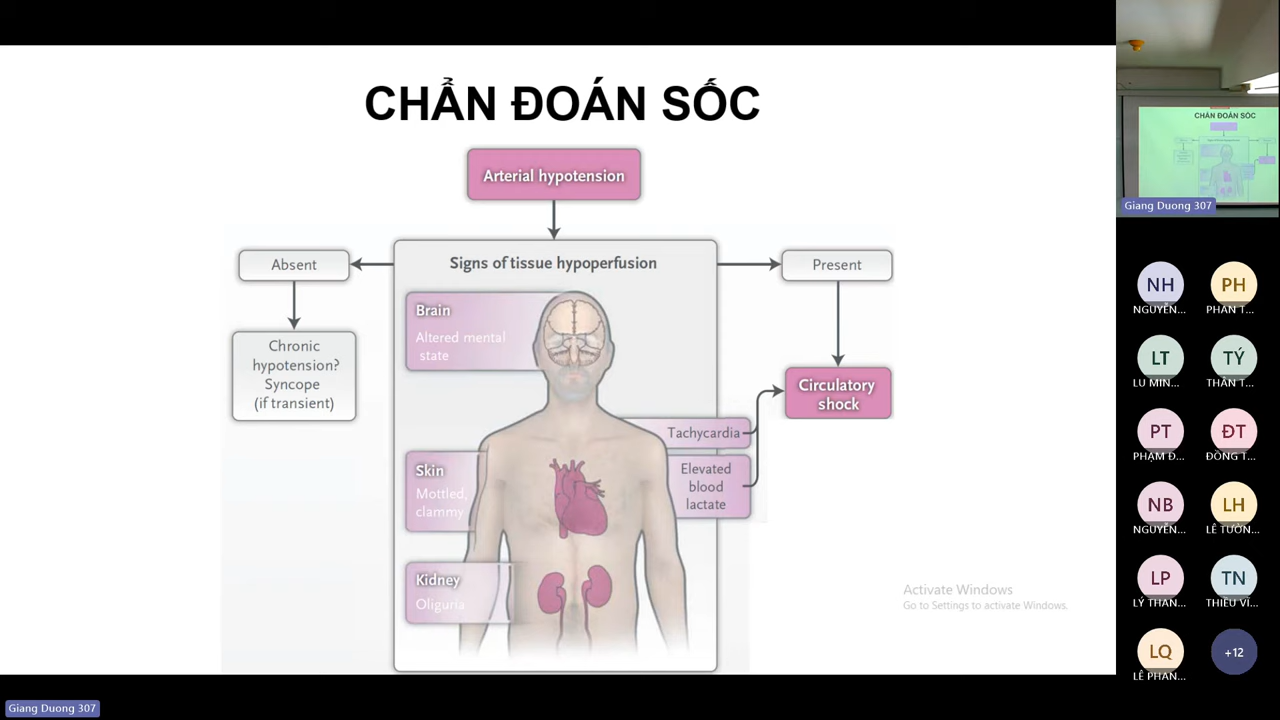 CHẨN ĐOÁN SỐC
Arterial hypotension
Absent
Signs of tissue hypoperfusion
Present
Brain
Altered mental
state
Chronic
hypotension?
Syncope
(if transient)
Circulatory
shock
Tachycardia
Elevated
blood
lactate
Skin
Mottled,
clammy
Kidney
Oliguria
Activate Windows
Go to Settings to activate Windows.
Giang Duong 307
CHẨN ĐOÁN SỐC
Giang Duong 307
NH
NGUYỄN...
PH
PHAN T...
LT
LU MIN...
TÝ
THÂN T...
PT
PHẠM Đ...
ĐT
ĐỒNG T...
NB
NGUYỄN...
LH
LÊ TƯỜN...
LP
LÝ THAN...
TN
THIỀU VĨ...
LQ
LÊ PHAN...
+12